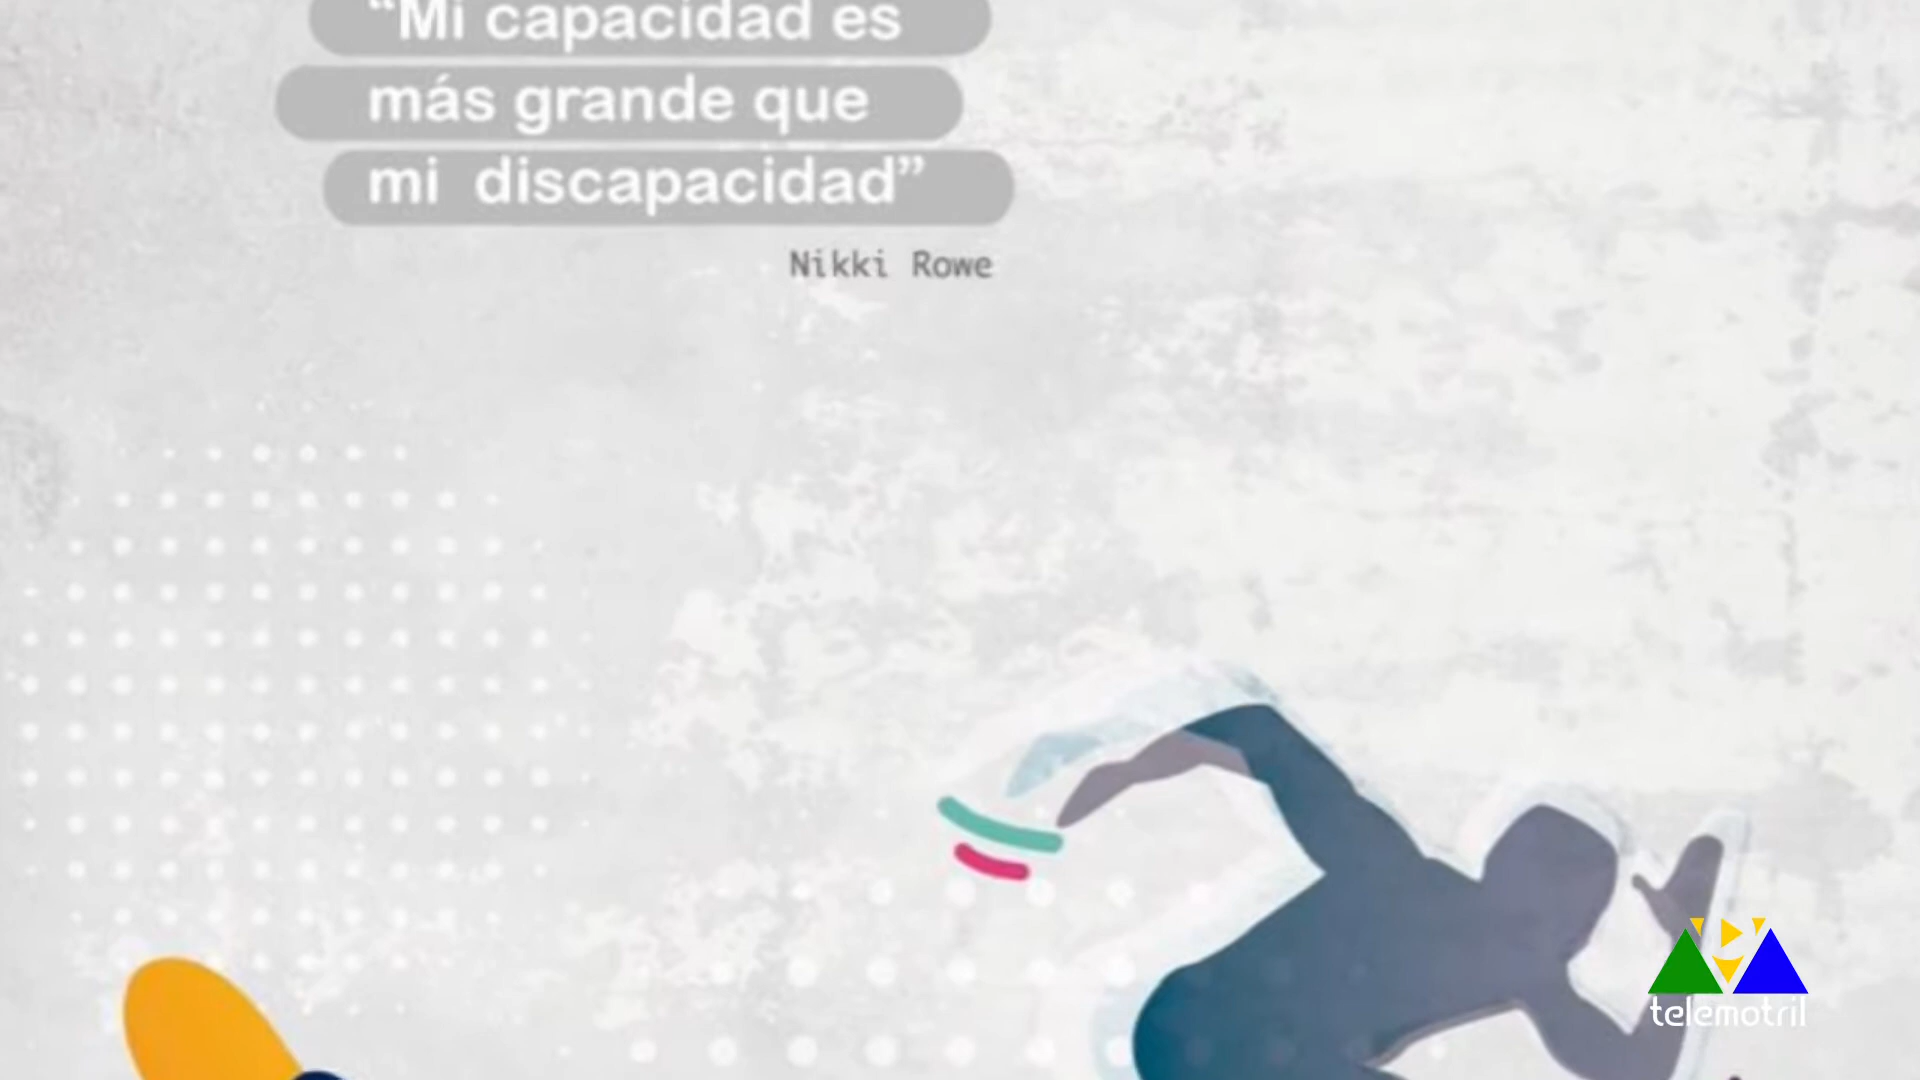 “Mi capacidad es
más grande que
mi discapacidad”
Nikki Rowe
telemotril